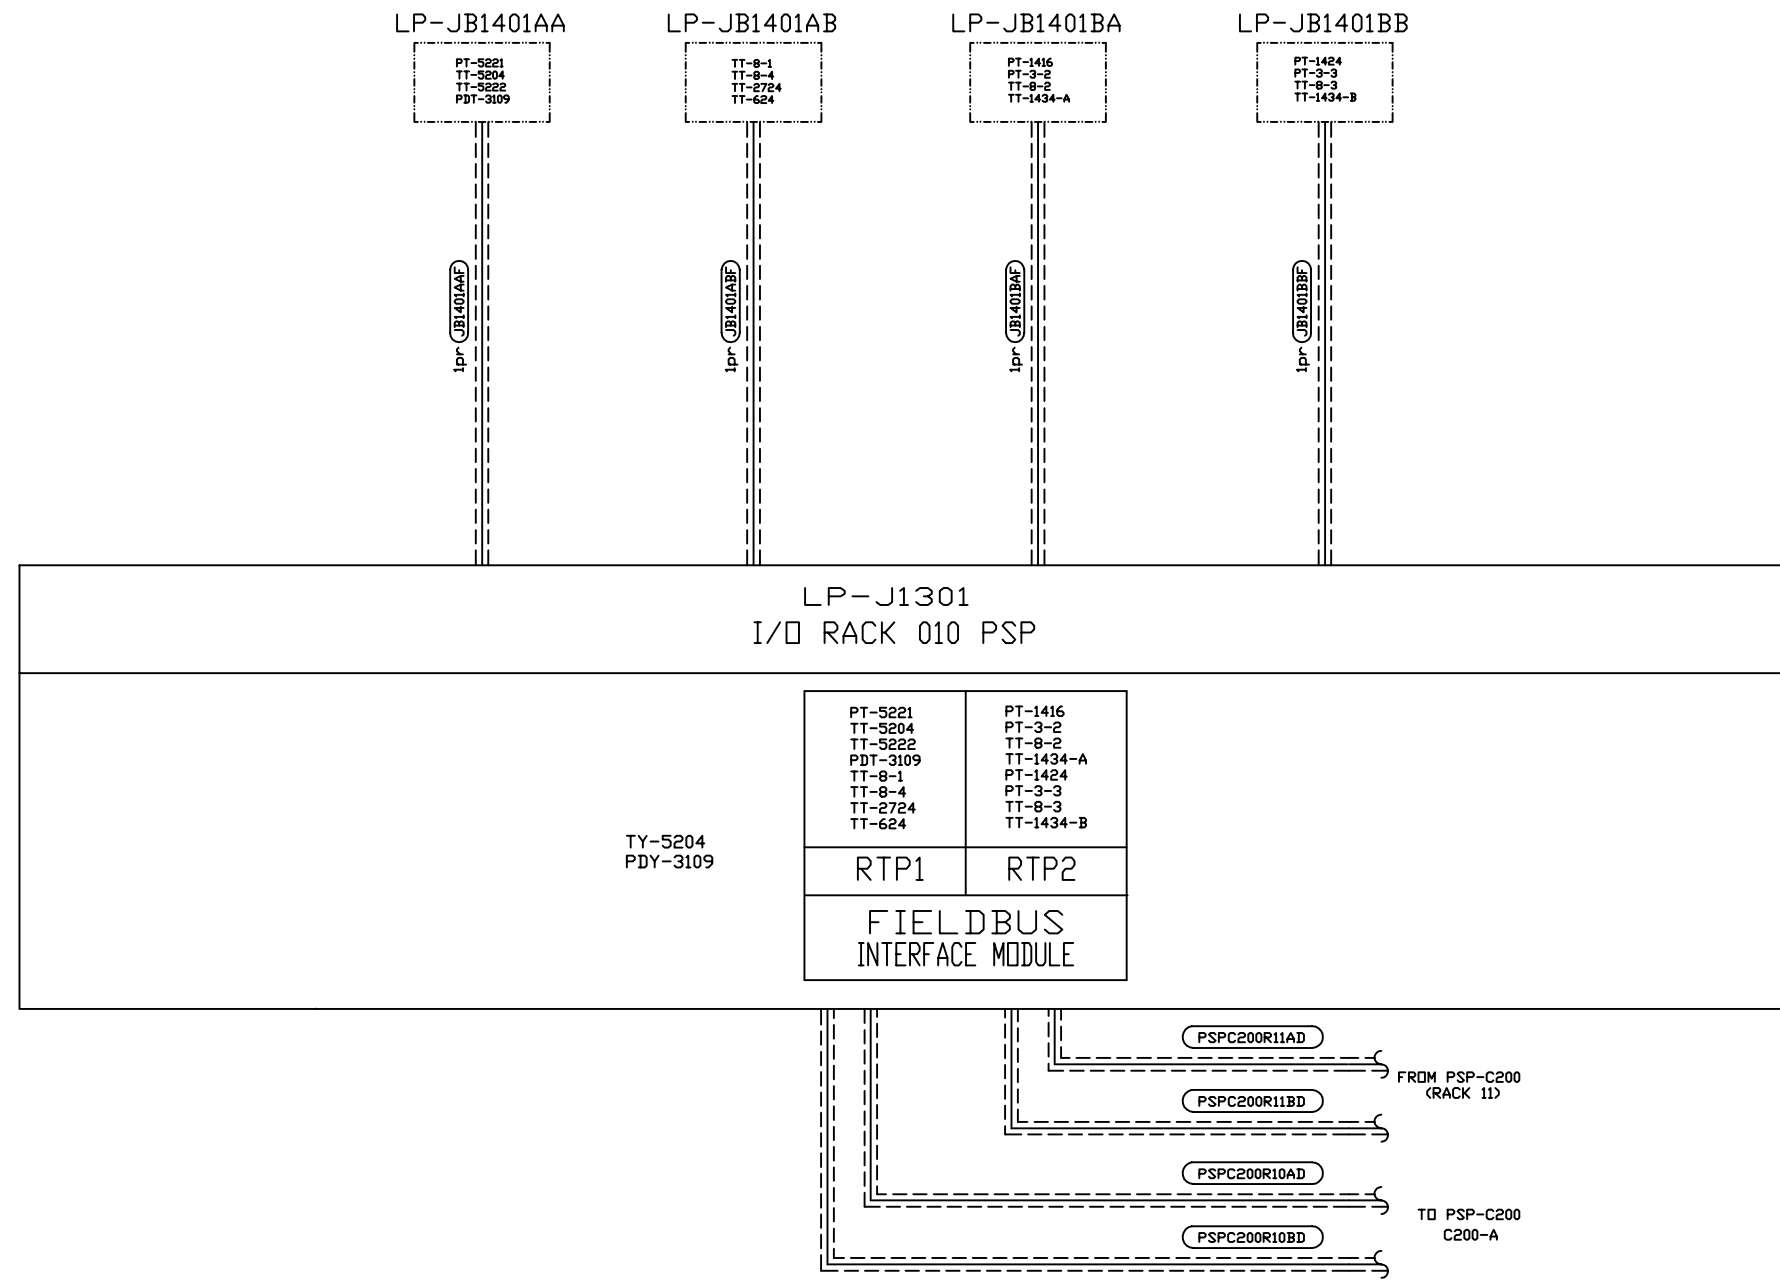 LP-JB1401AA
PT-5221
TT-5204
TT-5222
PDT-3109
LP-JB1401AB
TT-8-1
TT-8-4
TT-2724
TT-624
LP-JB1401BA
PT-1416
PT-3-2
TT-8-2
TT-1434-A
LP-JB1401BB
PT-1424
PT-3-3
TT-8-3
TT-1434-B
1pr JB1401AAF
1pr JB1401ABF
1pr JB1401BAF
1pr JB1401BBF
LP-J1301
I/O RACK 010 PSP
TY-5204
PDY-3109
PT-5221
TT-5204
TT-5222
PDT-3109
TT-8-1
TT-8-4
TT-2724
TT-624
RTP1
PT-1416
PT-3-2
TT-8-2
TT-1434-A
PT-1424
PT-3-3
TT-8-3
TT-1434-B
RTP2
FIELDBUS
INTERFACE MODULE
PSPC200R11AD
FROM PSP-C200
(RACK 11)
PSPC200R11BD
PSPC200R10AD
TO PSP-C200
C200-A
PSPC200R10BD